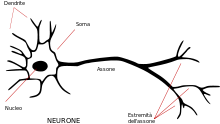 Dendrite
Soma
Assone
Nucleo
NEURONE
Estremità
dell'assone